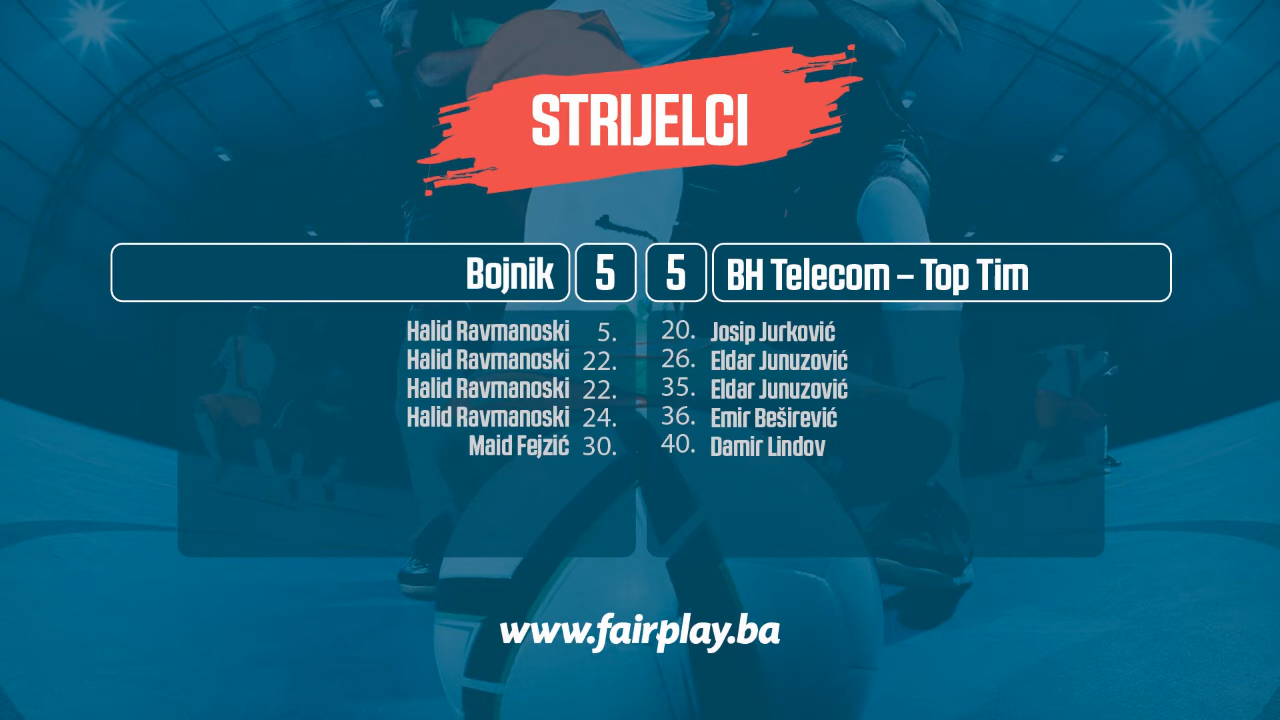 STRIJELCI
Bojnik 5 5 BH Telecom – Top Tim
Halid Ravmanoski 5. 20. Josip Jurković
Halid Ravmanoski 22. 26. Eldar Junuzović
Halid Ravmanoski 22. 35. Eldar Junuzović
Halid Ravmanoski 24. 36. Emir Beširević
Maid Fejzić 30. 40. Damir Lindov
www.fairplay.ba